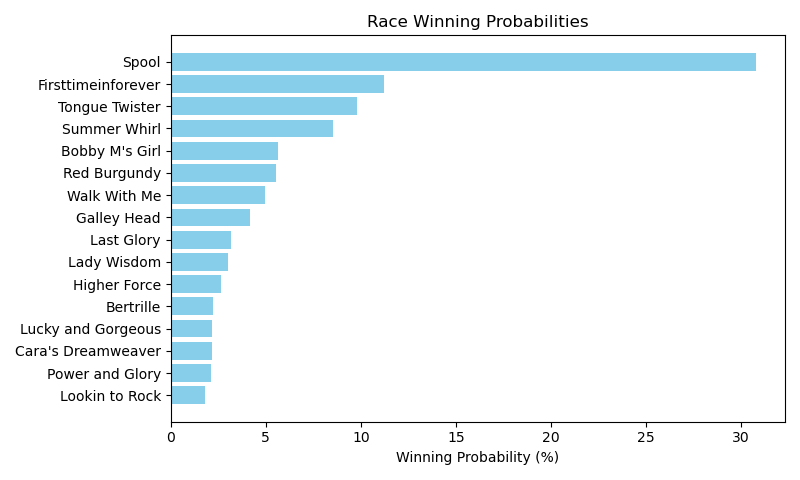 Race Winning Probabilities
Spool
Firsttimeinforever
Tongue Twister
Summer Whirl
Bobby M's Girl
Red Burgundy
Walk With Me
Galley Head
Last Glory
Lady Wisdom
Higher Force
Bertrille
Lucky and Gorgeous
Cara's Dreamweaver
Power and Glory
Lookin to Rock
0 5 10 15 20 25 30
Winning Probability (%)